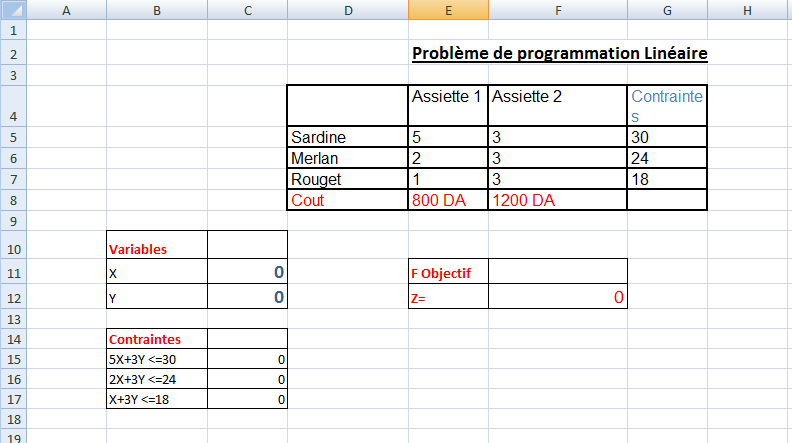 A B C D E F G H
1
2 Problème de programmation Linéaire
3
4 Assiette 1 Assiette 2 Contrainte
s
5 Sardine 5 3 30
6 Merlan 2 3 24
7 Rouget 1 3 18
8 Cout 800 DA 1200 DA
9
10 Variables
11 X 0 F Objectif
12 Y 0 Z= 0
13
14 Contraintes
15 5X+3Y <=30 0
16 2X+3Y <=24 0
17 X+3Y <=18 0
18
19